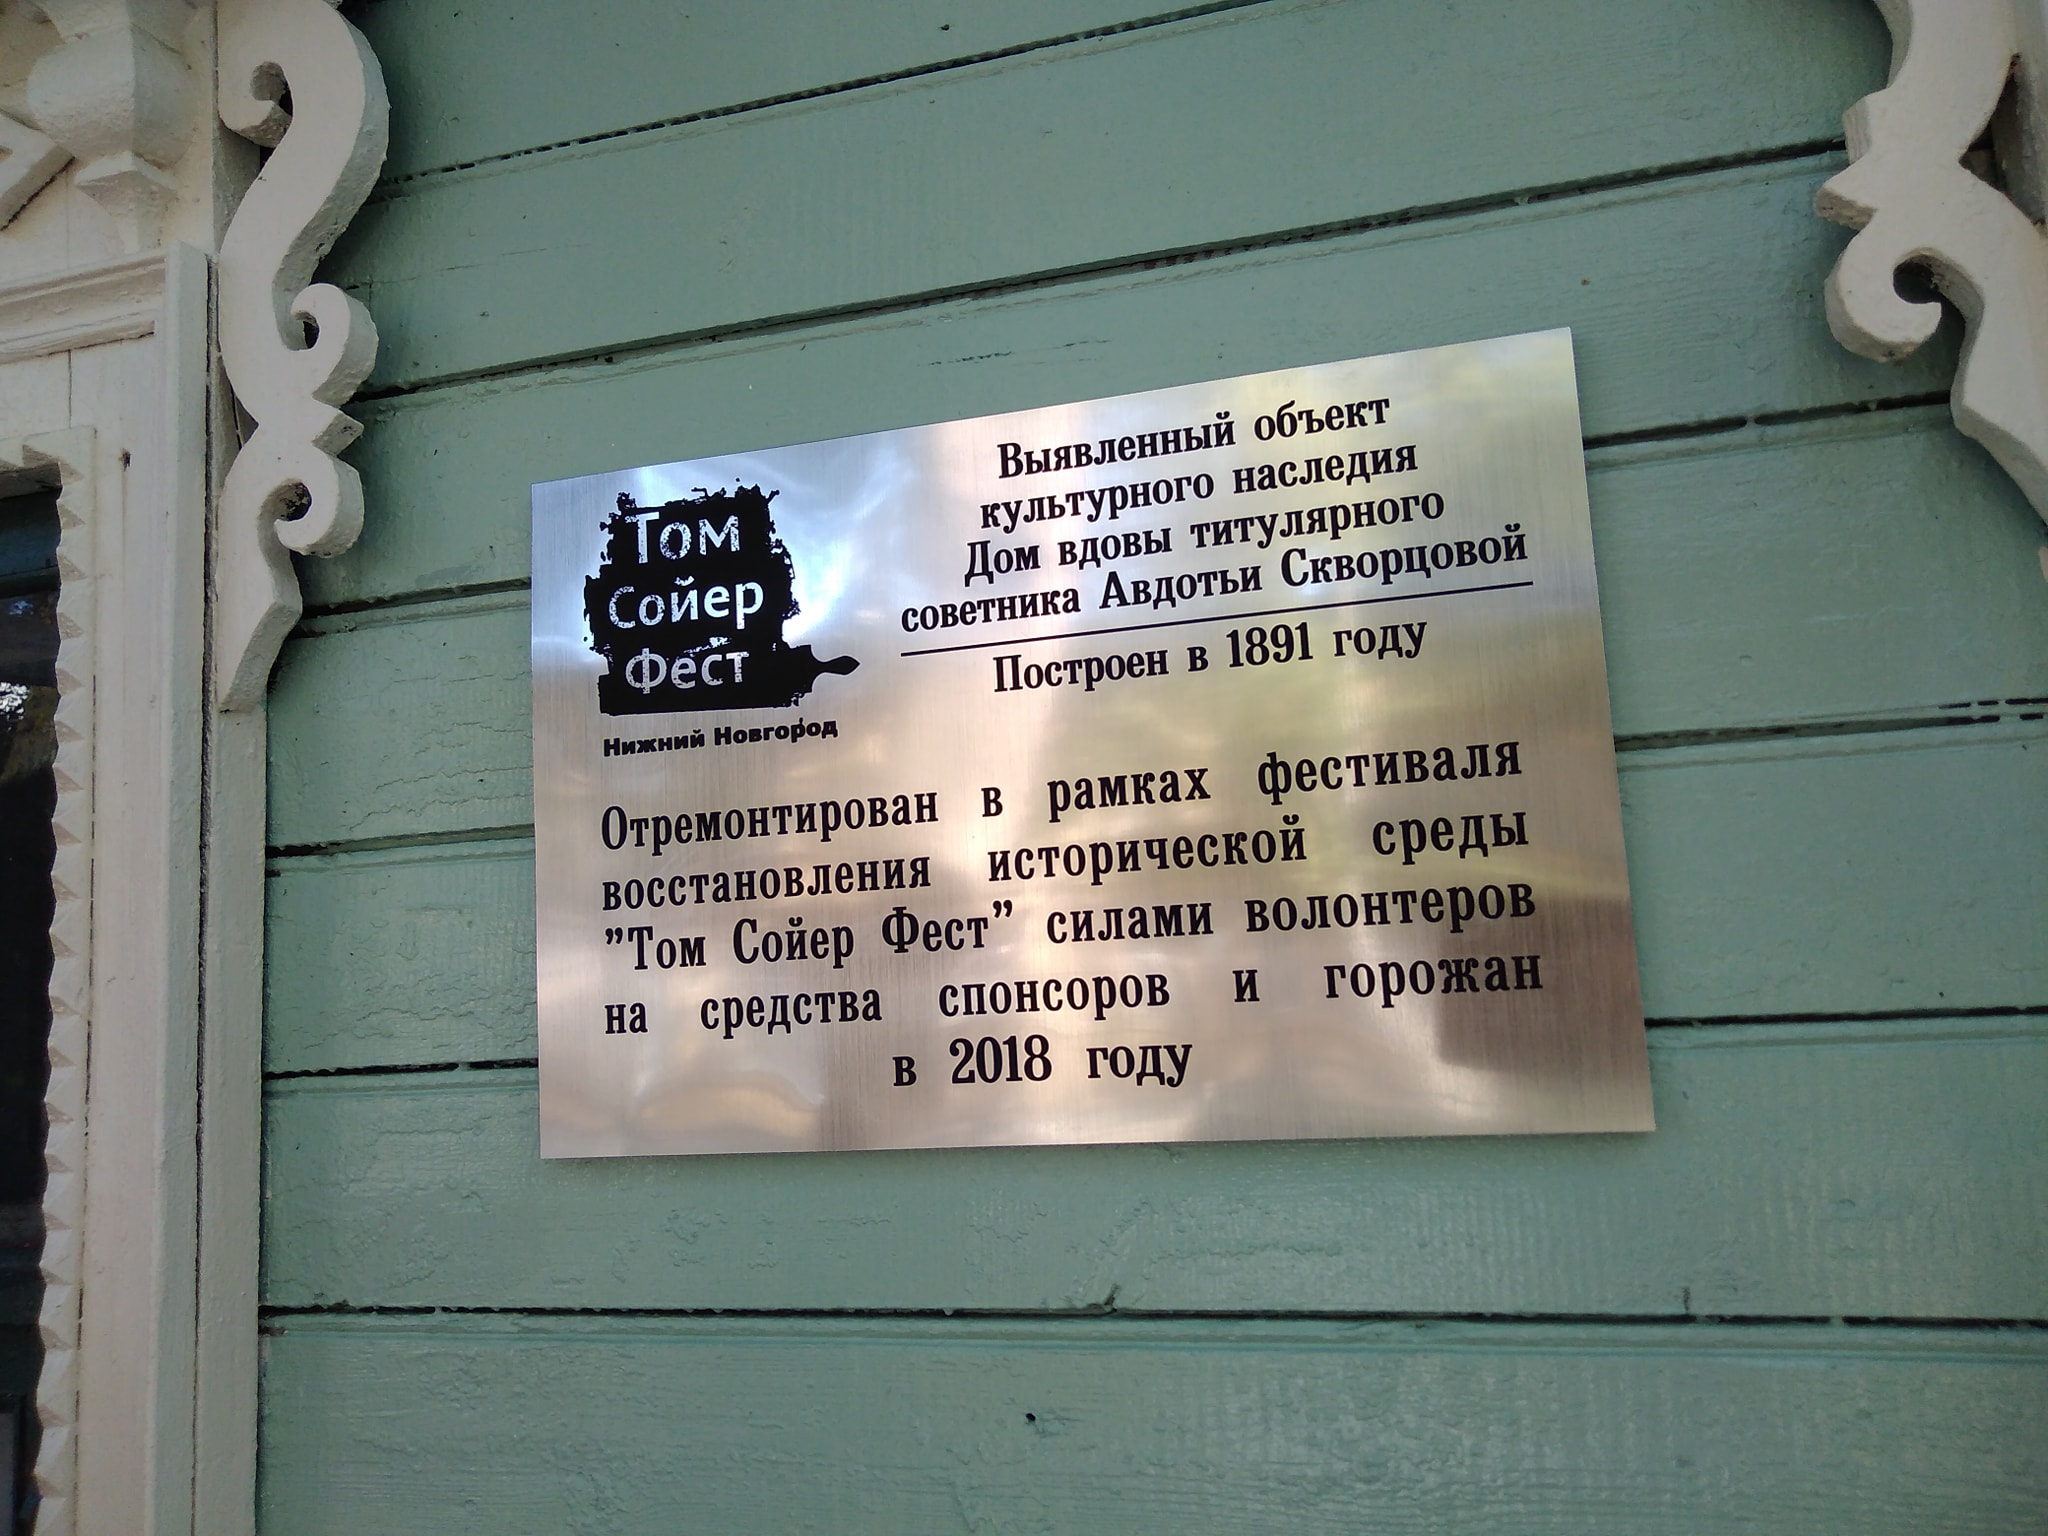 Том
Сойер
Фест
Нижний Новгород
Выявленный объект
культурного наследия
Дом вдовы титулярного
советника Авдотьи Скворцовой
Построен в 1891 году
Отремонтирован в рамках фестиваля
восстановления исторической среды
"Том Сойер Фест" силами волонтеров
на средства спонсоров и горожан
в 2018 году